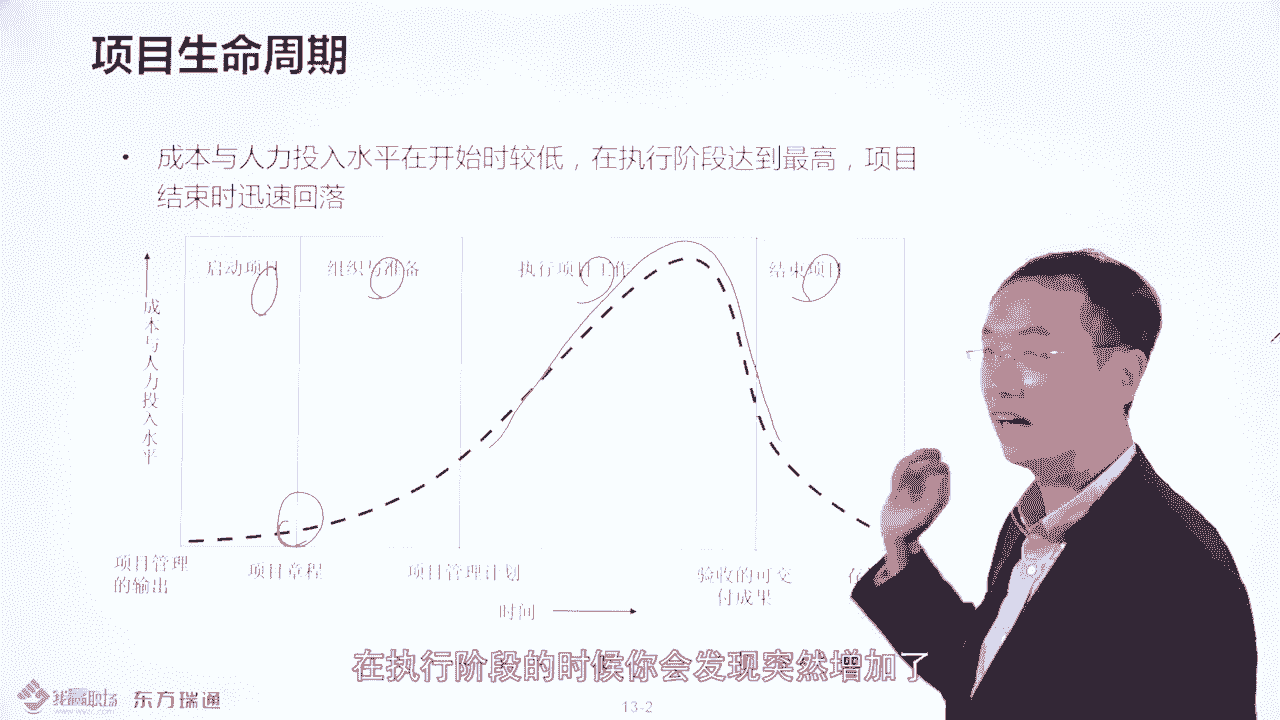 项目生命周期
• 成本与人力投入水平在开始时较低，在执行阶段达到最高，项目
结束时迅速回落
启动项目
组织与准备
执行项目工作
结束项目
成本与人力投入水平
项目管理
的输出
项目章程
项目管理计划
验收的可交
付成果
时间
在执行阶段的时候你会发现突然增加了
东方瑞通
13-2